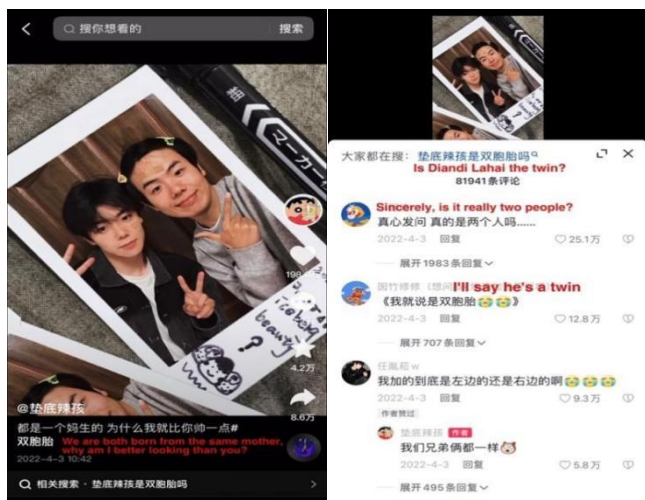 搜你想看的
搜索
細
マーカー
beauty
198
4.2万
8.6万
@垫底辣孩
都是一个妈生的 为什么我就比你帅一点#
双胞胎 We are both born from the same mother,
why am I better looking than you?
2022-4-3 10:42
相关搜索 · 垫底辣孩是双胞胎吗
大家都在搜：垫底辣孩是双胞胎吗
Is Diandi Lahai the twin?
81941条评论
Sincerely, is it really two people?
真心发问 真的是两个人吗......
2022-4-3 回复
25.1万
展开1983条回复
I'll say he's a twin
《我就说是双胞胎😭😭》
2022-4-3 回复
12.8万
展开707条回复
我加的到底是左边的还是右边的啊😭😭😭
2022-4-3 回复
9.3万
作者赞过
垫底辣孩 作者
我们兄弟俩都一样
2022-4-3 回复
5.8万
展开495条回复